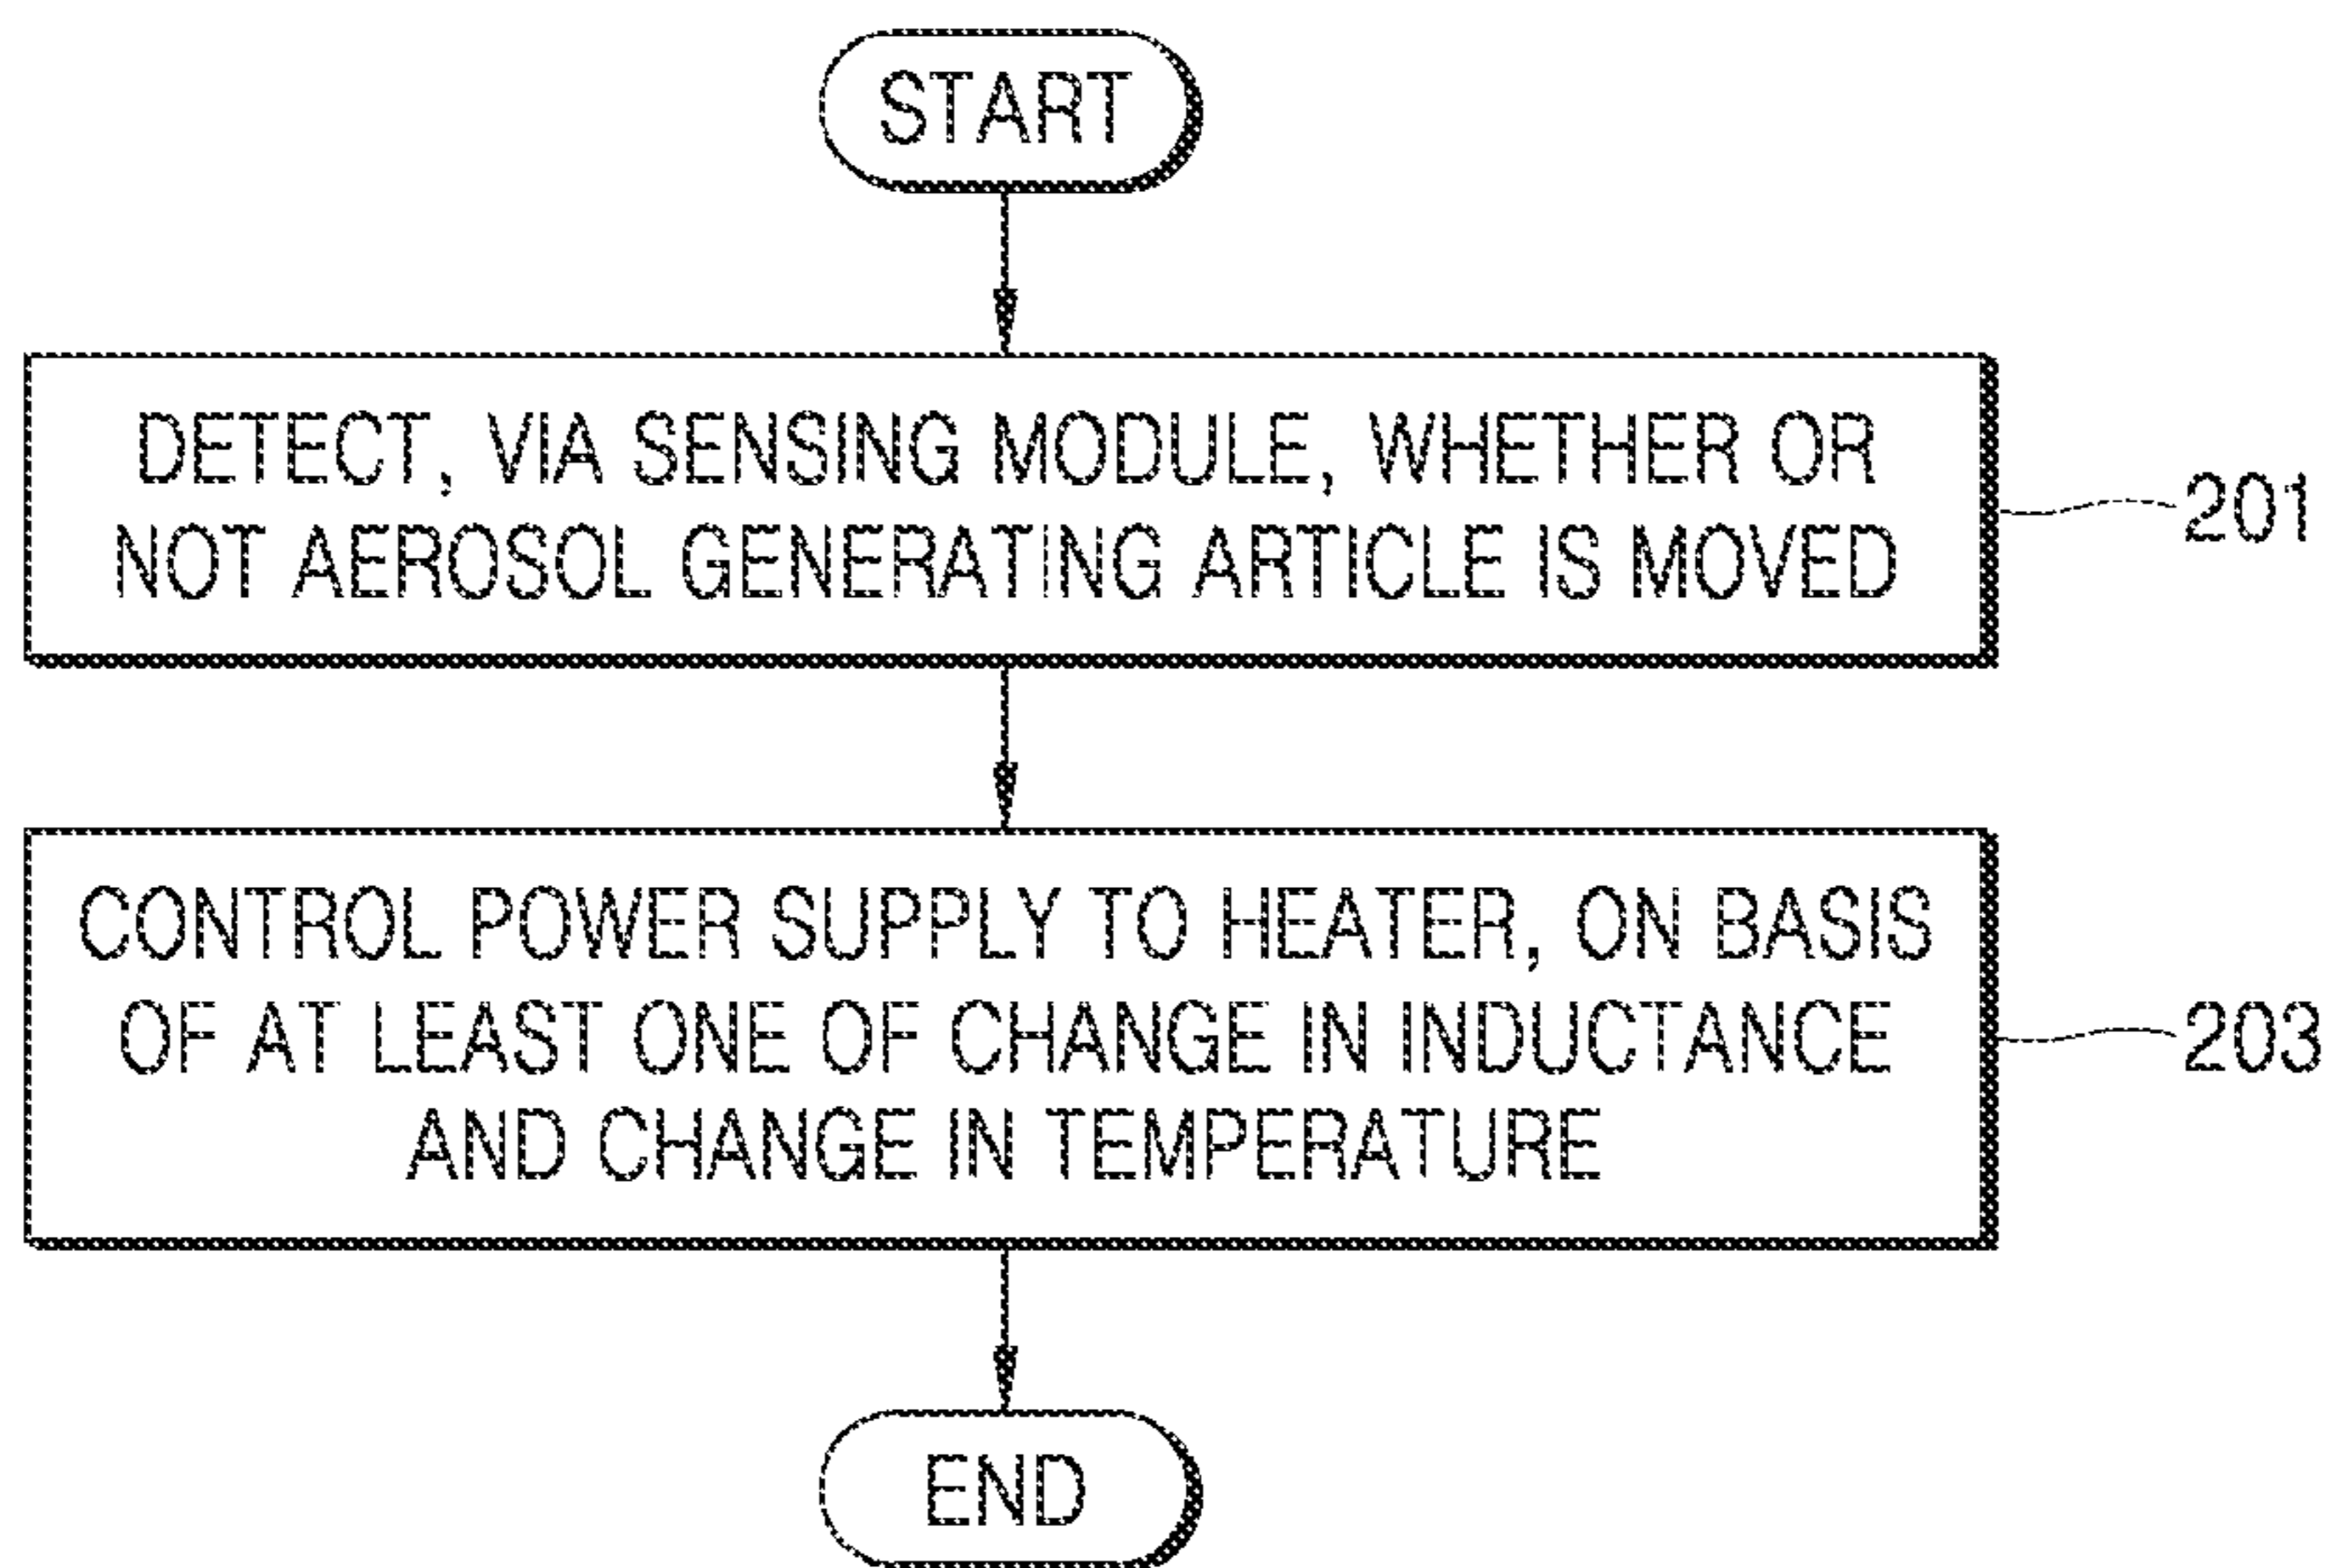 START
DETECT, VIA SENSING MODULE, WHETHER OR
NOT AEROSOL GENERATING ARTICLE IS MOVED
201
CONTROL POWER SUPPLY TO HEATER, ON BASIS
OF AT LEAST ONE OF CHANGE IN INDUCTANCE
AND CHANGE IN TEMPERATURE
203
END